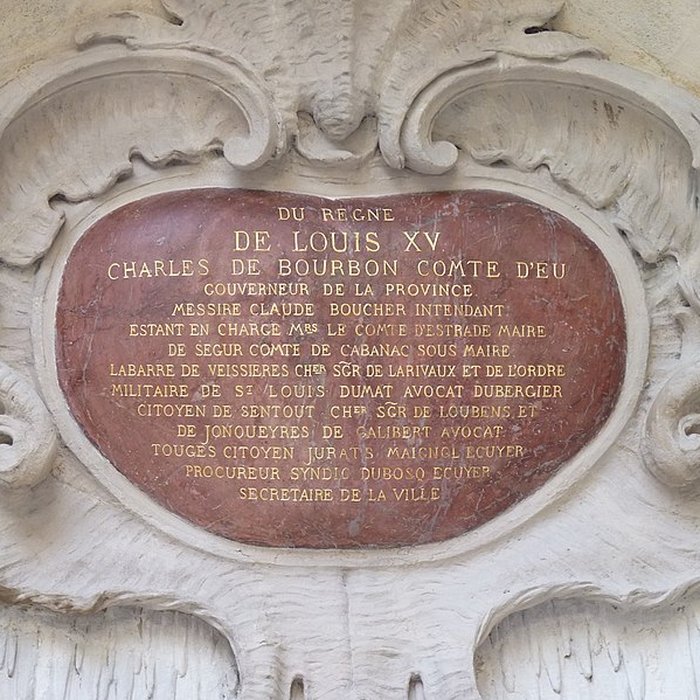 DU REGNE
DE LOUIS XV.
CHARLES DE BOURBON COMTE D'EU
GOUVERNEUR DE LA PROVINCE.
MESSIRE CLAUDE BOUCHER INTENDANT.
ESTANT EN CHARGE MRS LE COMTE D'ESTRADE MAIRE
DE SEGUR COMTE DE CABANAC SOUS MAIRE
LABARRE DE VEISSIERES CHER SGR DE LARIVAUX ET DE L'ORDRE
MILITAIRE DE ST LOUIS DUMAT AVOCAT DUBERGIER
CITOYEN DE SENTOUT CHER SGR DE LOUBENS ET
DE JONQUEYRES DE GALIBERT AVOCAT
TOUGES CITOYEN JURATS MAIGNOL ECUYER
PROCUREUR SYNDIC DUBOSQ ECUYER
SECRETAIRE DE LA VILLE